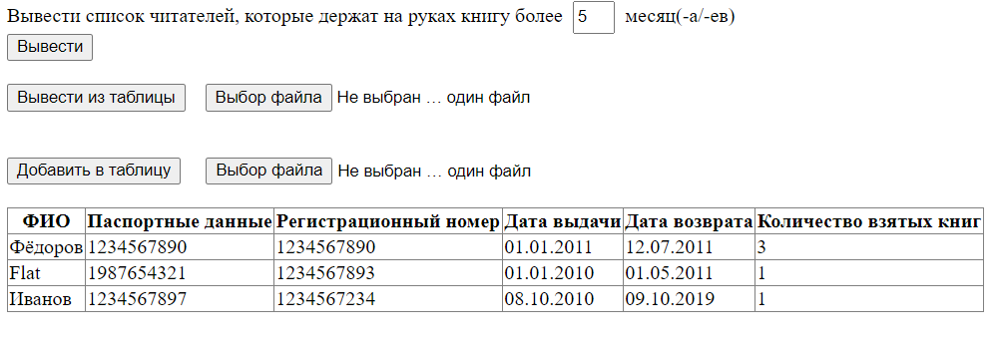 Вывести список читателей, которые держат на руках книгу более 5 месяц(-а/-ев)
Вывести
Вывести из таблицы Выбор файла Не выбран ... один файл
Добавить в таблицу Выбор файла Не выбран ... один файл
ФИО Паспортные данные Регистрационный номер Дата выдачи Дата возврата Количество взятых книг
Фёдоров 1234567890 1234567890 01.01.2011 12.07.2011 3
Flat 1987654321 1234567893 01.01.2010 01.05.2011 1
Иванов 1234567897 1234567234 08.10.2010 09.10.2019 1